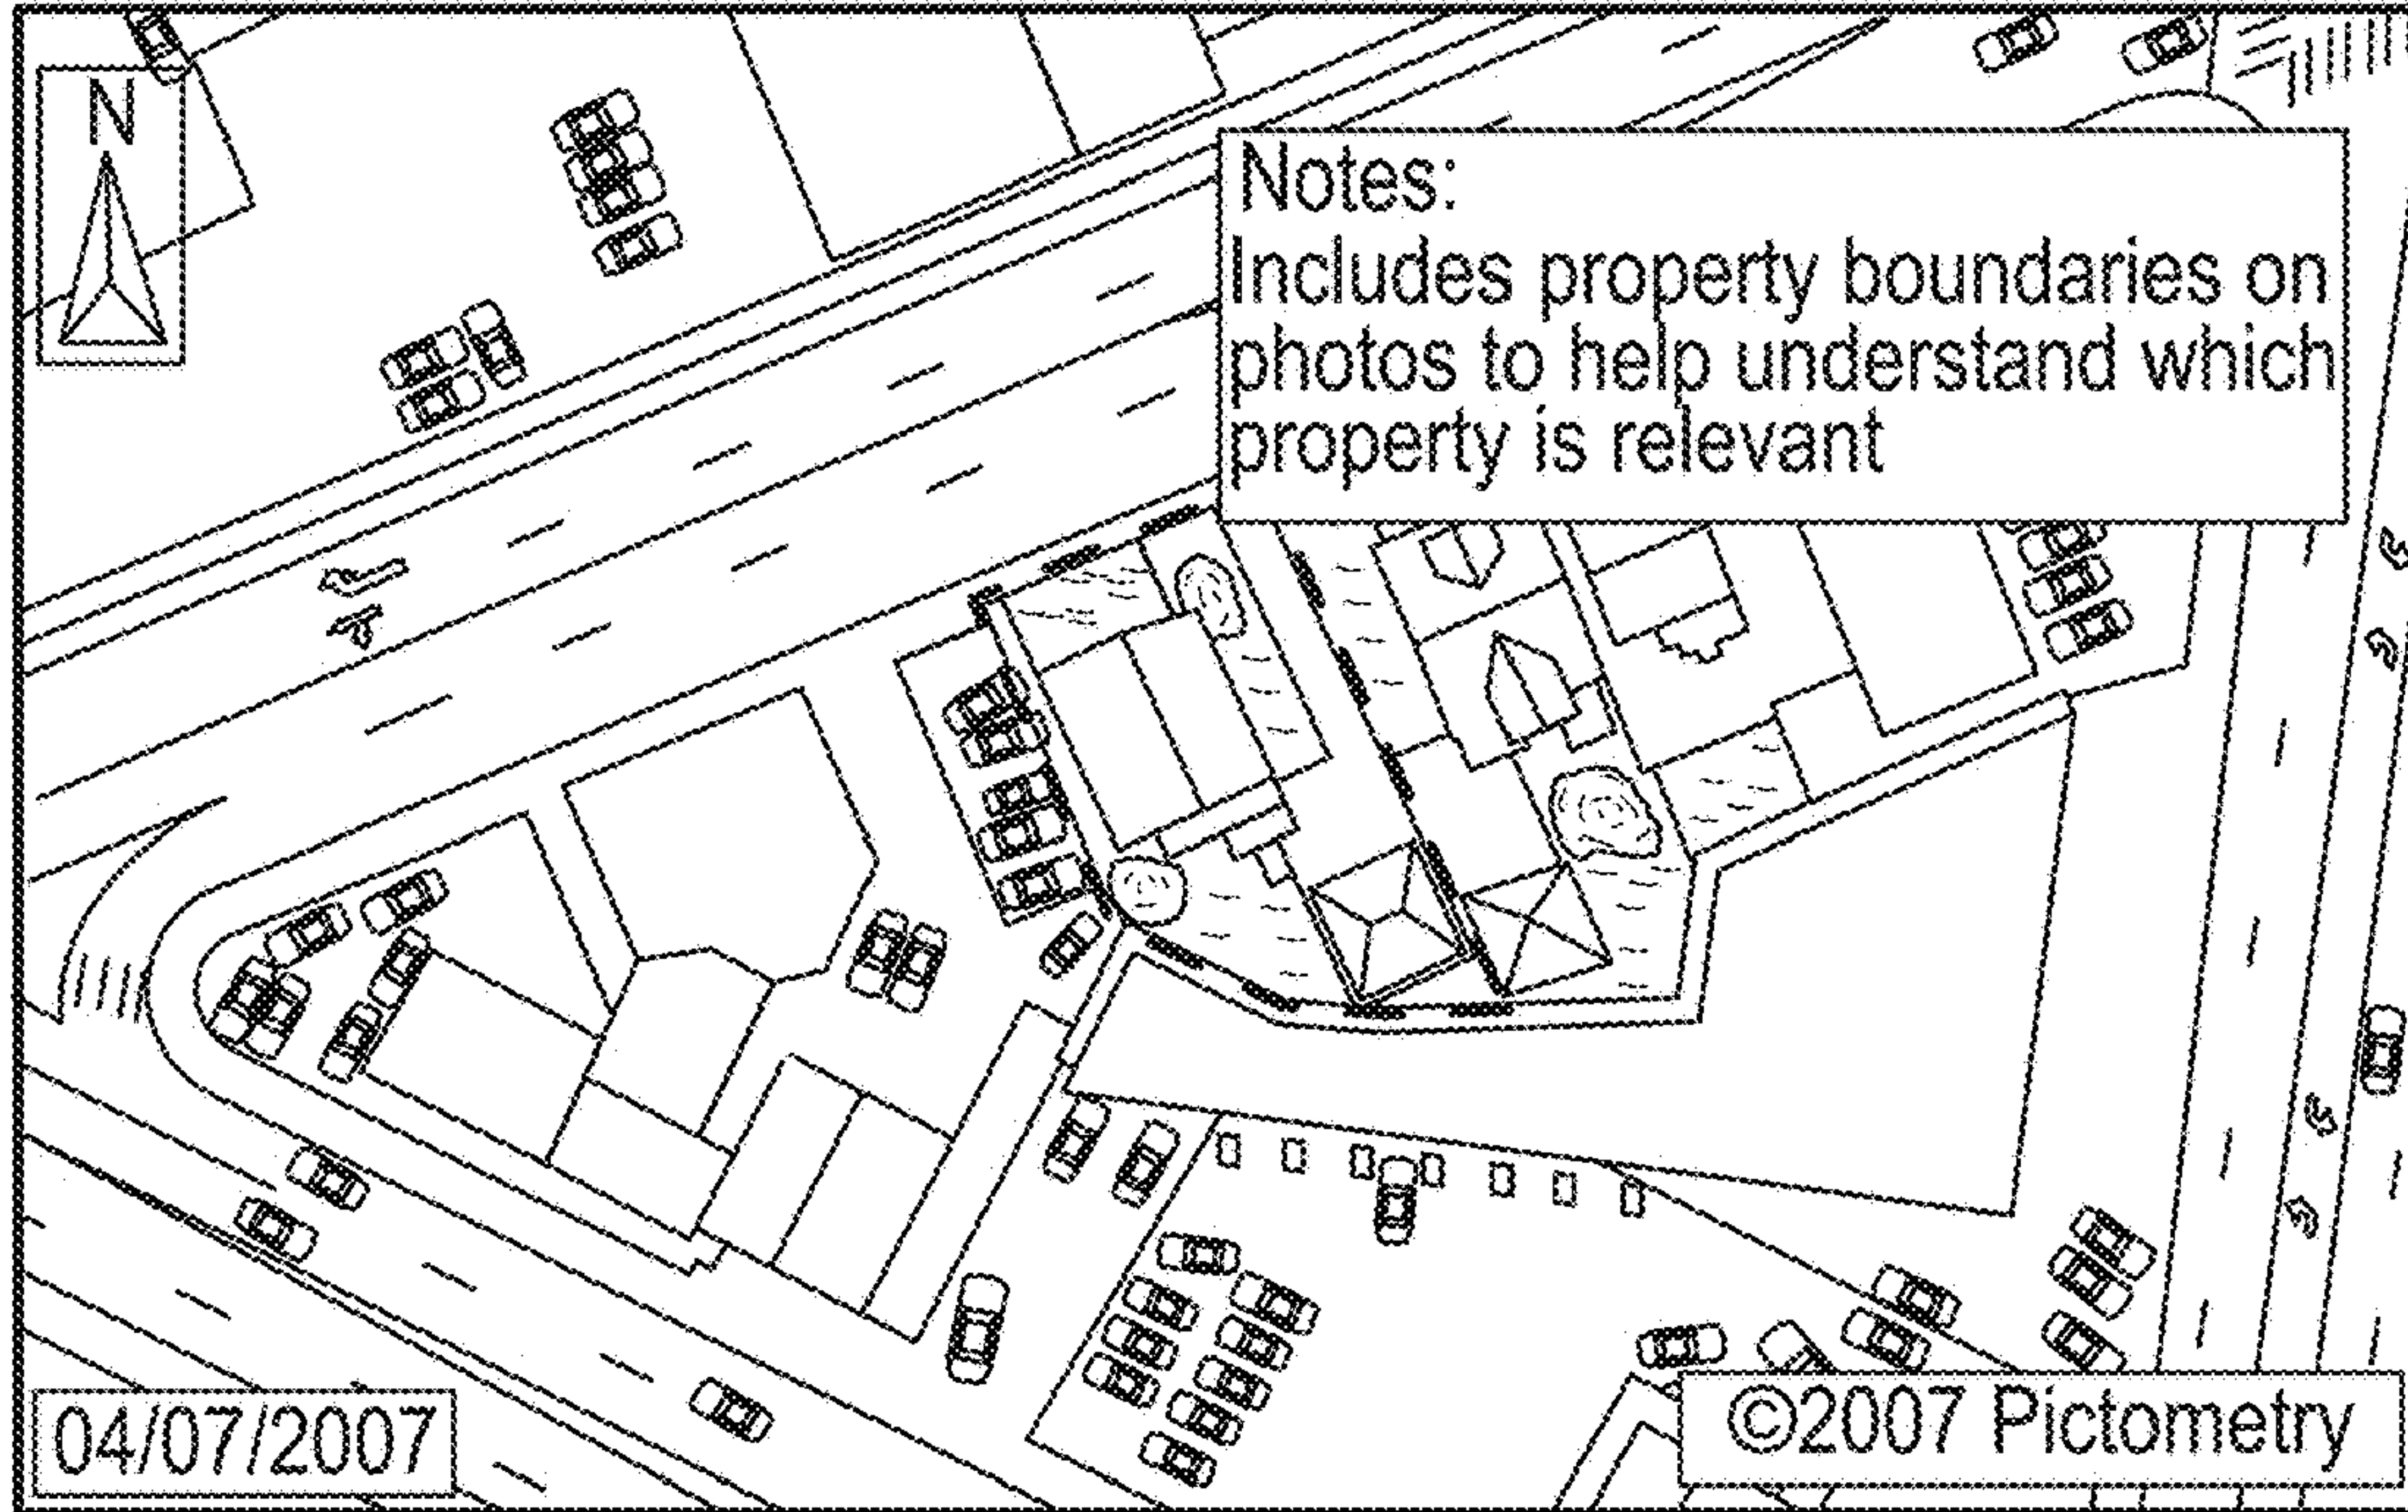 N
Notes:
Includes property boundaries on
photos to help understand which
property is relevant
04/07/2007
©2007 Pictometry